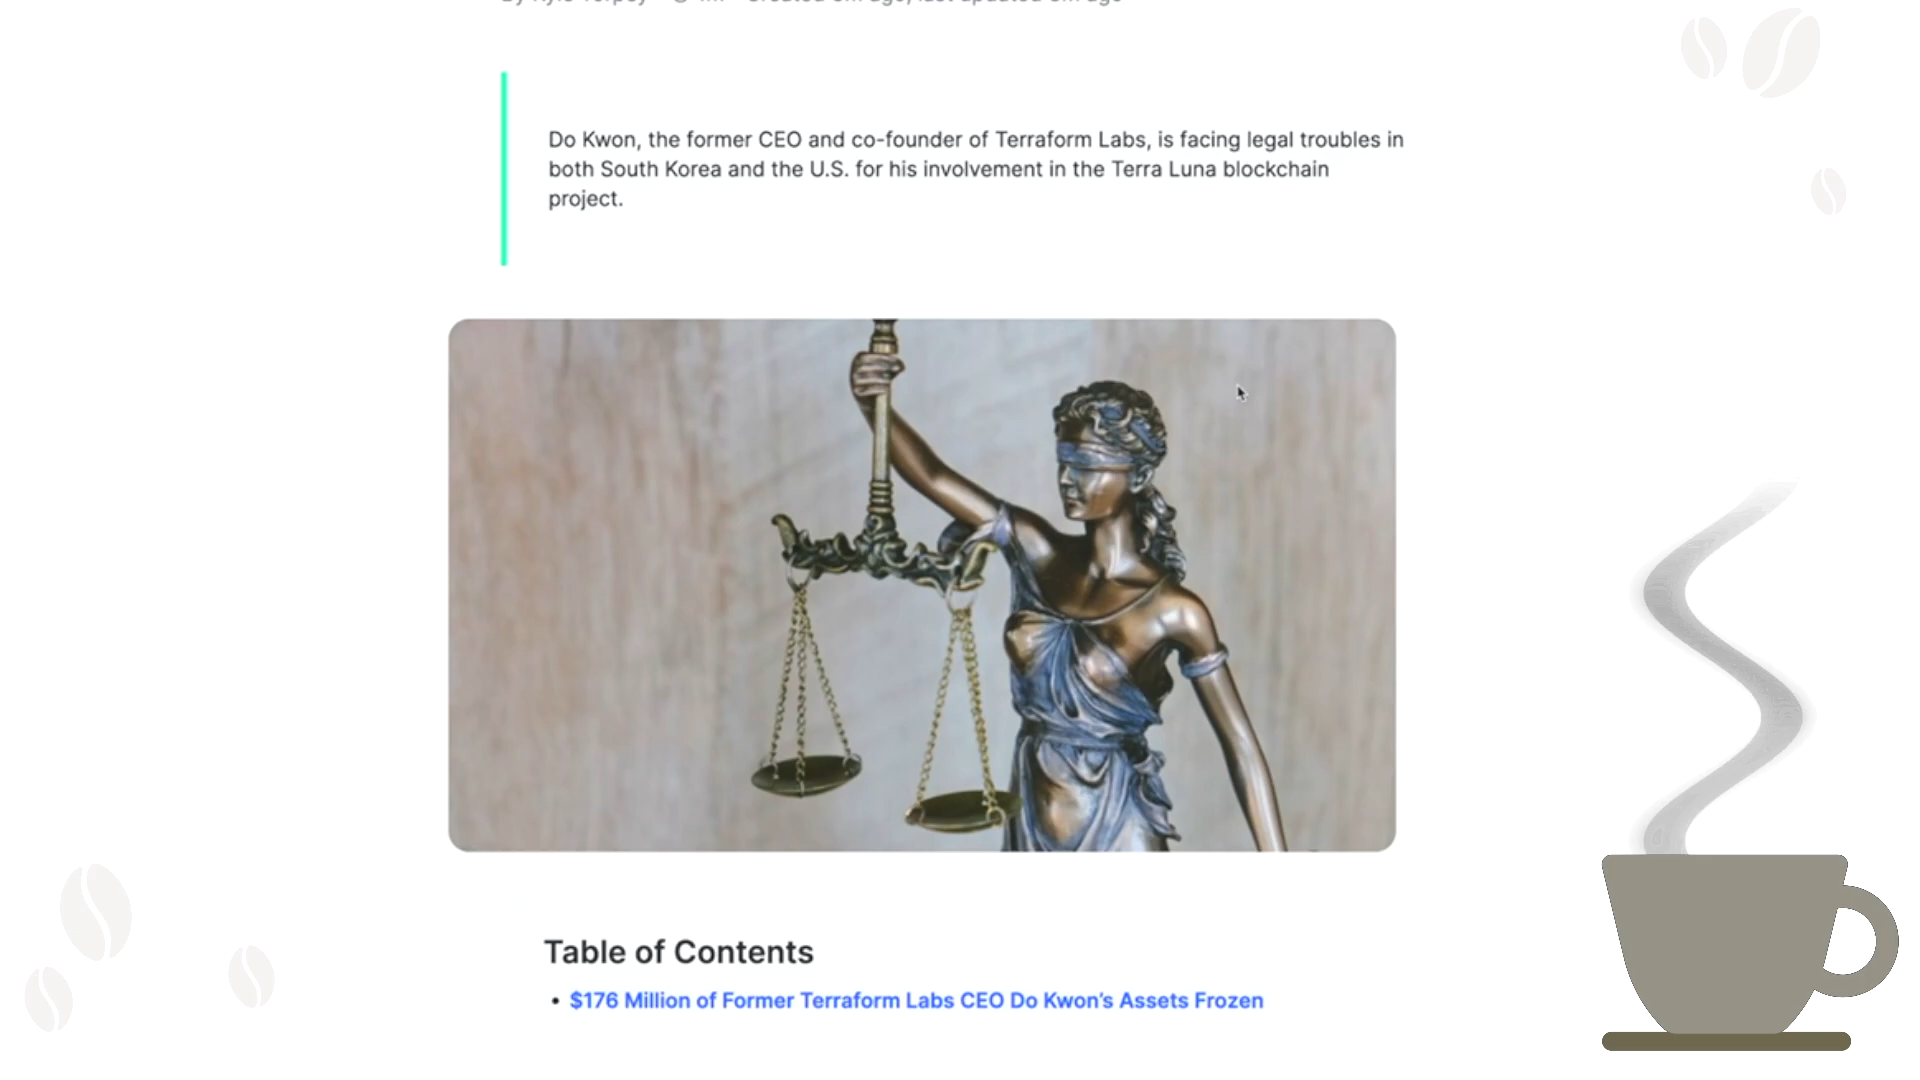 Do Kwon, the former CEO and co-founder of Terraform Labs, is facing legal troubles in
both South Korea and the U.S. for his involvement in the Terra Luna blockchain
project.
Table of Contents
• $176 Million of Former Terraform Labs CEO Do Kwon’s Assets Frozen